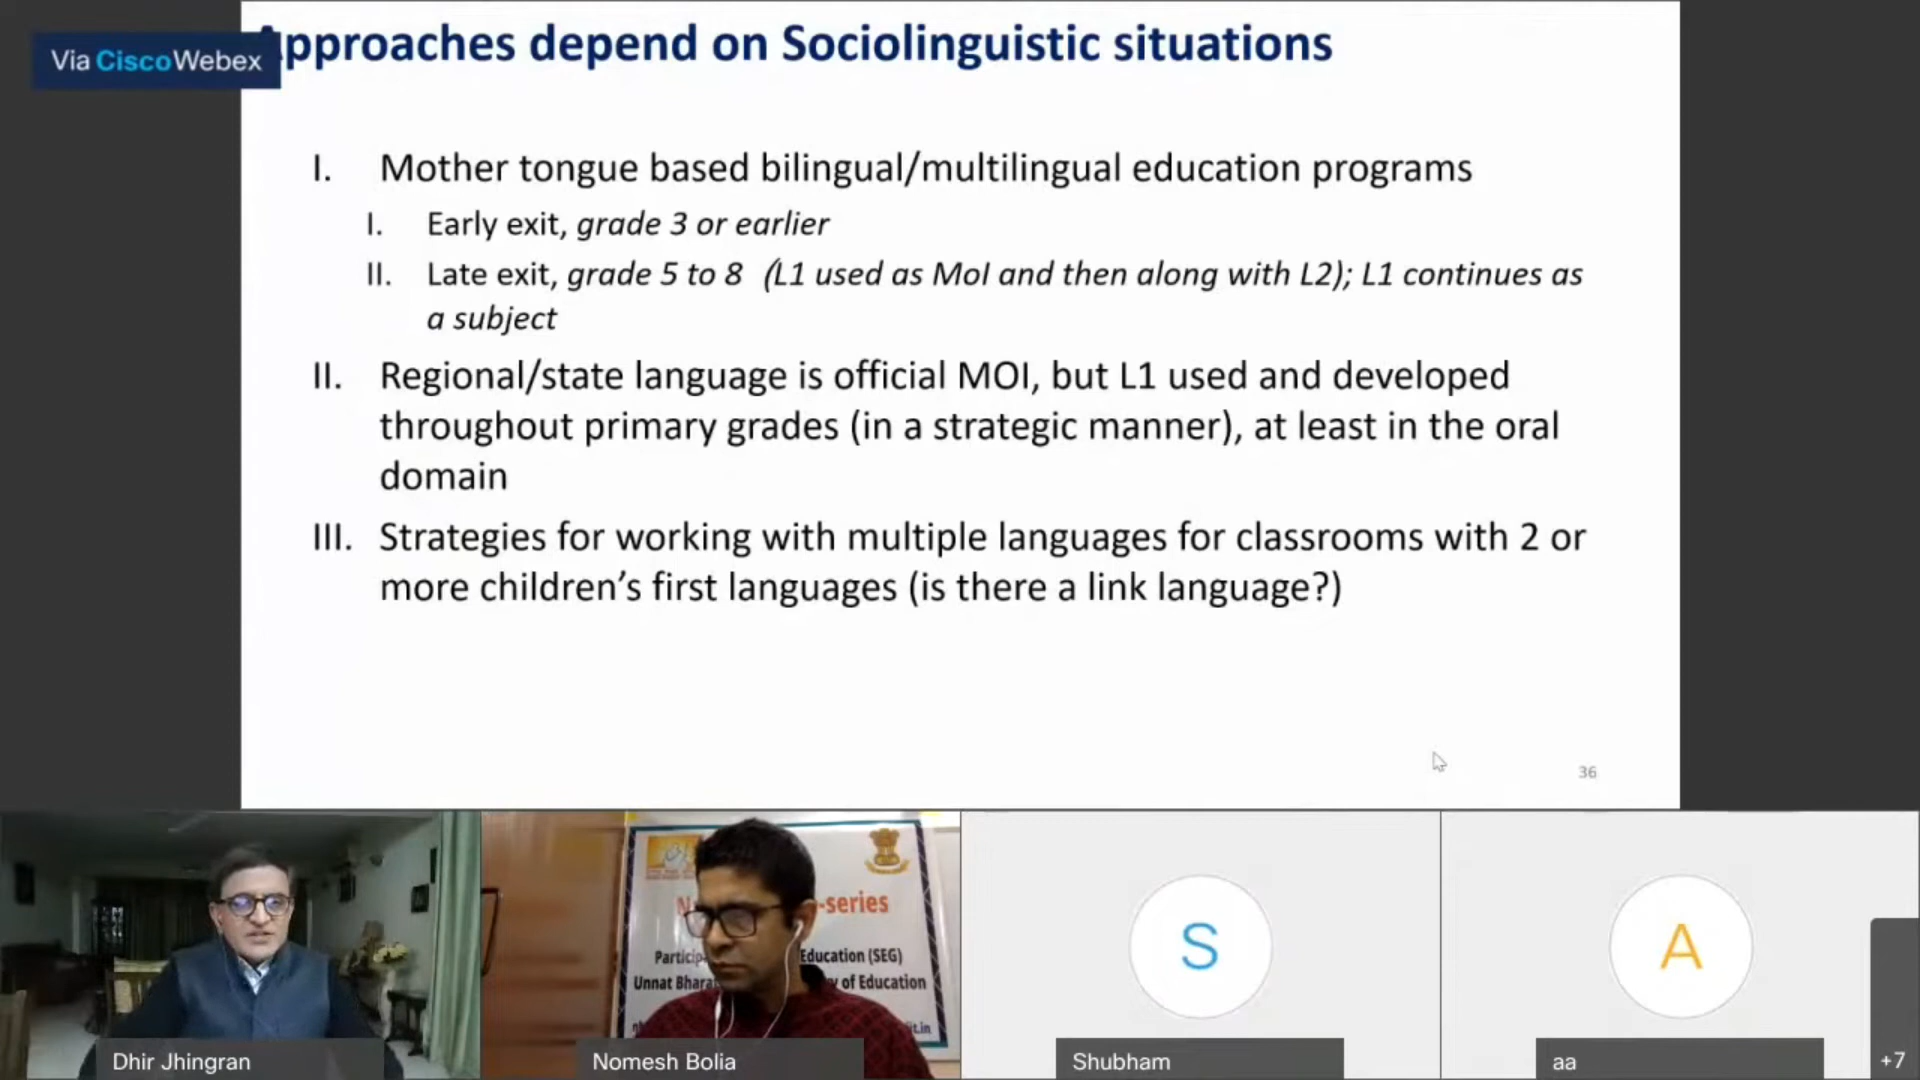 Approaches depend on Sociolinguistic situations
Via CiscoWebex
I. Mother tongue based bilingual/multilingual education programs
I. Early exit, grade 3 or earlier
II. Late exit, grade 5 to 8 (L1 used as MoI and then along with L2); L1 continues as
a subject
II. Regional/state language is official MOI, but L1 used and developed
throughout primary grades (in a strategic manner), at least in the oral
domain
III. Strategies for working with multiple languages for classrooms with 2 or
more children’s first languages (is there a link language?)
36
-series
Education (SEG)
Unnat of Education
S
A
Dhir Jhingran
Nomesh Bolia
Shubham
aa
+7